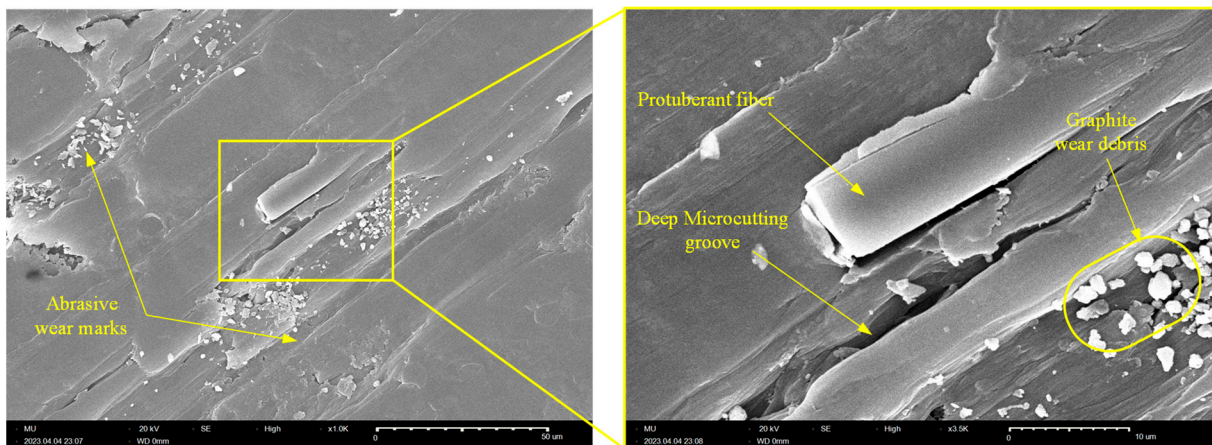 Abrasive
wear marks
MU 20 kV SE High x1.0K 50 um
2023.04.04 23:07 WD 0mm
Protuberant fiber
Graphite
wear debris
Deep Microcutting
groove
MU 20 kV SE High x3.5K 10 um
2023.04.04 23:08 WD 0mm